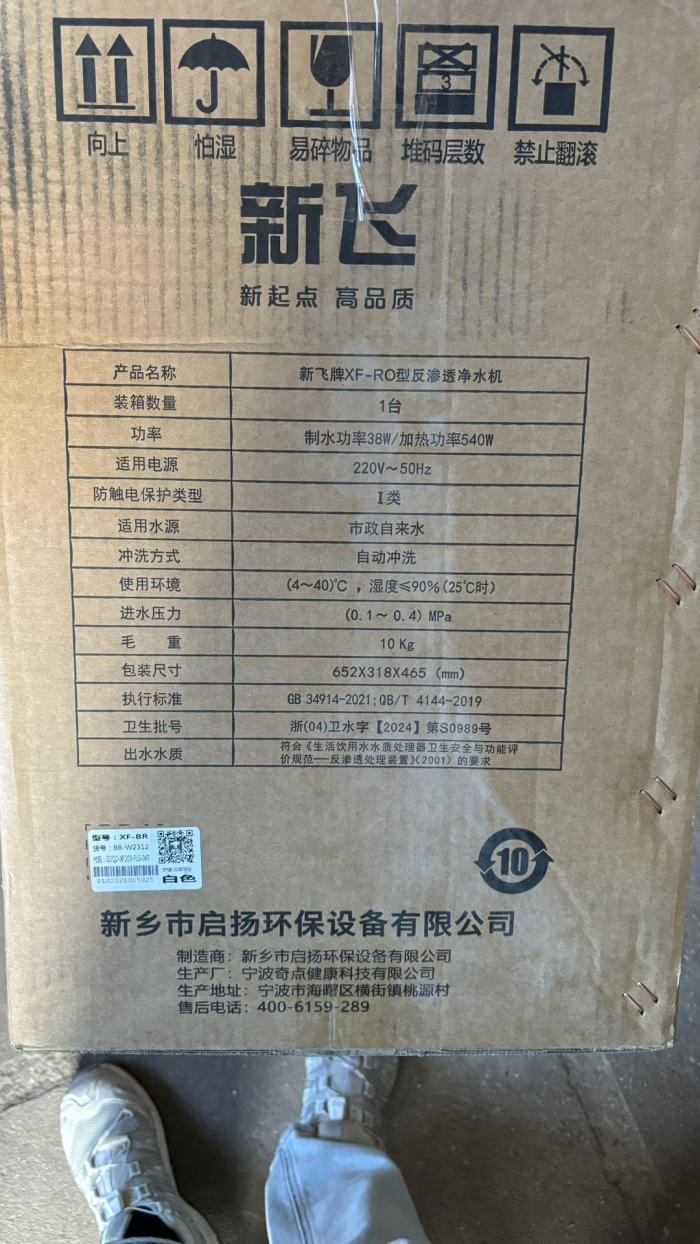 3
向上 怕湿 易碎物品 堆码层数 禁止翻滚
新飞
新起点 高品质
产品名称 新飞牌XF-RO型反渗透净水机
装箱数量 1台
功率 制水功率38W/加热功率540W
适用电源 220V～50Hz
防触电保护类型 I类
适用水源 市政自来水
冲洗方式 自动冲洗
使用环境 (4～40)℃，湿度≤90%(25℃时)
进水压力 (0.1～0.4) MPa
毛 重 10 Kg
包装尺寸 652X318X465 (mm)
执行标准 GB 34914-2021;QB/T 4144-2019
卫生批号 浙(04)卫水字【2024】第S0989号
出水水质 符合《生活饮用水水质处理器卫生安全与功能评
价规范——反渗透处理装置》(2001) 的要求
型号：XF-BR
货号：BR-W2312
白色
10
新乡市启扬环保设备有限公司
制造商：新乡市启扬环保设备有限公司
生产厂：宁波奇点健康科技有限公司
生产地址：宁波市海曙区横街镇桃源村
售后电话：400-6159-289